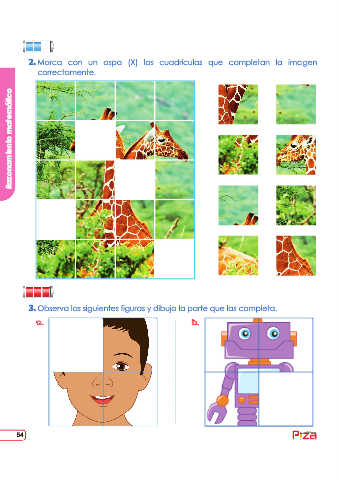 2. Marca con un aspa (X) las cuadrículas que completan la imagen
correctamente.
Razonamiento matemático
3. Observa las siguientes figuras y dibuja la parte que las completa.
a.
b.
54
Piza